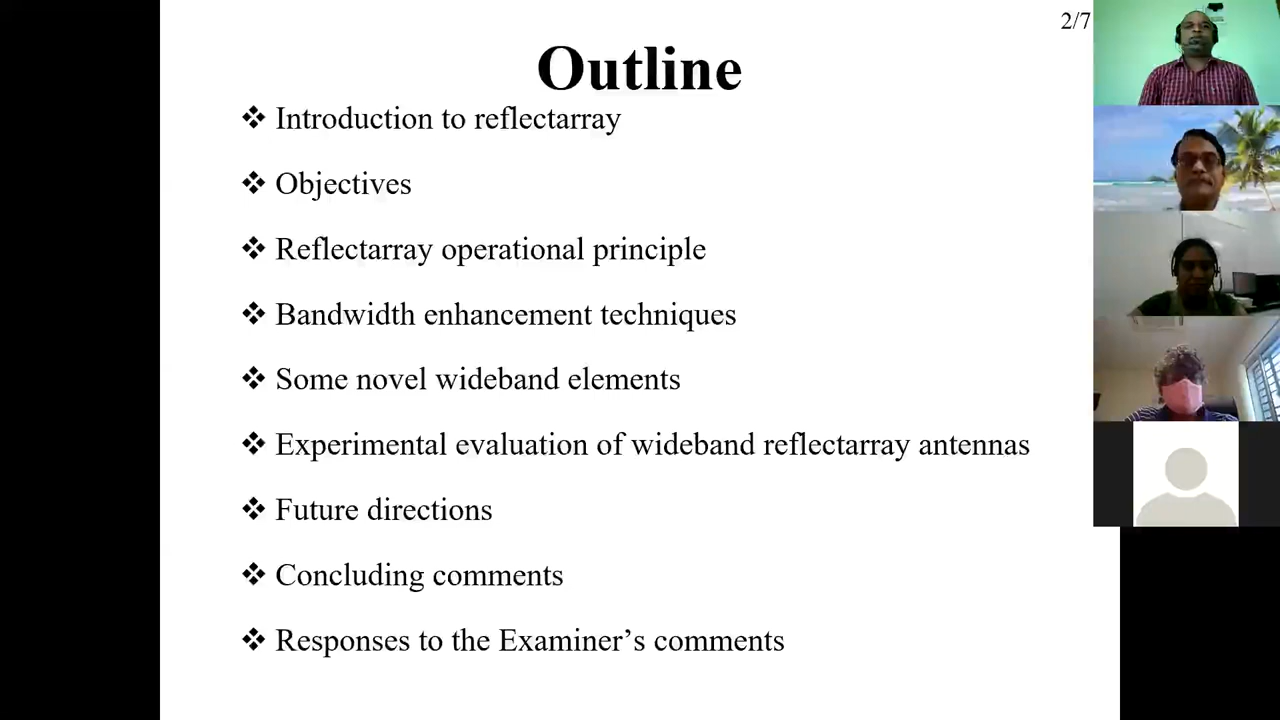 2/7
Outline
❖ Introduction to reflectarray
❖ Objectives
❖ Reflectarray operational principle
❖ Bandwidth enhancement techniques
❖ Some novel wideband elements
❖ Experimental evaluation of wideband reflectarray antennas
❖ Future directions
❖ Concluding comments
❖ Responses to the Examiner’s comments